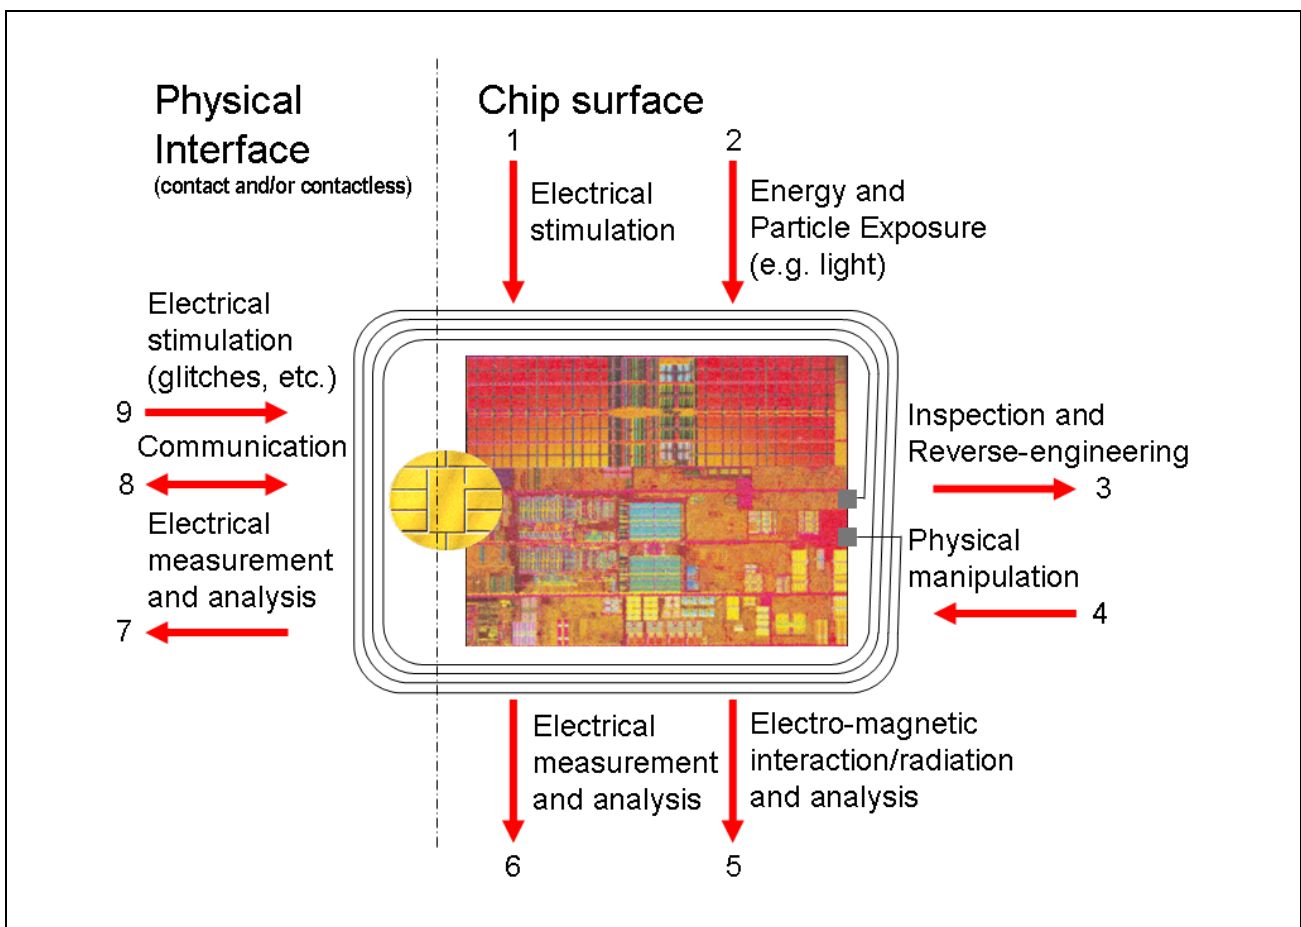 Physical
Interface
(contact and/or contactless)
Chip surface
1
2
Electrical
stimulation
Energy and
Particle Exposure
(e.g. light)
Electrical
stimulation
(glitches, etc.)
9
Communication
8
Electrical
measurement
and analysis
7
Inspection and
Reverse-engineering
3
Physical
manipulation
4
Electrical
measurement
and analysis
6
Electro-magnetic
interaction/radiation
and analysis
5